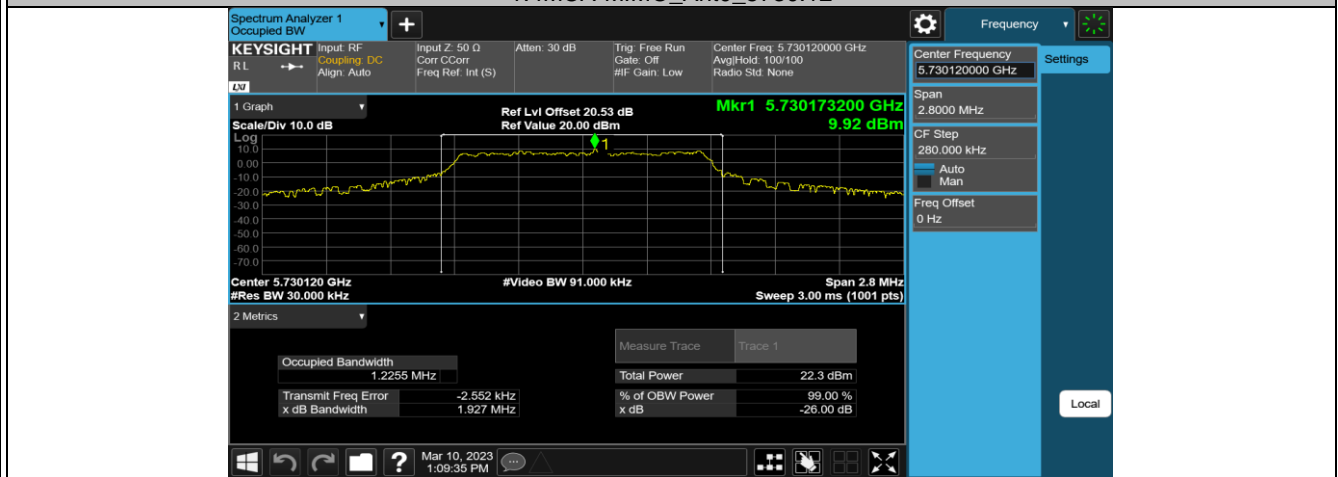 Spectrum Analyzer 1
Occupied BW
Frequency
KEYSIGHT
RL
LXI
Input: RF
Coupling: DC
Align: Auto
Input Z: 50 Ω
Corr CCorr
Freq Ref: Int (S)
Atten: 30 dB
Trig: Free Run
Gate: Off
#IF Gain: Low
Center Freq: 5.730120000 GHz
Avg|Hold: 100/100
Radio Std: None
Center Frequency
5.730120000 GHz
Settings
Span
2.8000 MHz
CF Step
280.000 kHz
Auto
Man
Freq Offset
0 Hz
1 Graph
Scale/Div 10.0 dB
Ref Lvl Offset 20.53 dB
Ref Value 20.00 dBm
Mkr1 5.730173200 GHz
9.92 dBm
Log
10.0
0.00
-10.0
-20.0
-30.0
-40.0
-50.0
-60.0
-70.0
1
Center 5.730120 GHz
#Res BW 30.000 kHz
#Video BW 91.000 kHz
Span 2.8 MHz
Sweep 3.00 ms (1001 pts)
2 Metrics
Measure Trace Trace 1
Occupied Bandwidth
1.2255 MHz
Total Power 22.3 dBm
Transmit Freq Error -2.552 kHz
% of OBW Power 99.00 %
x dB Bandwidth 1.927 MHz
x dB -26.00 dB
Local
Mar 10, 2023
1:09:35 PM